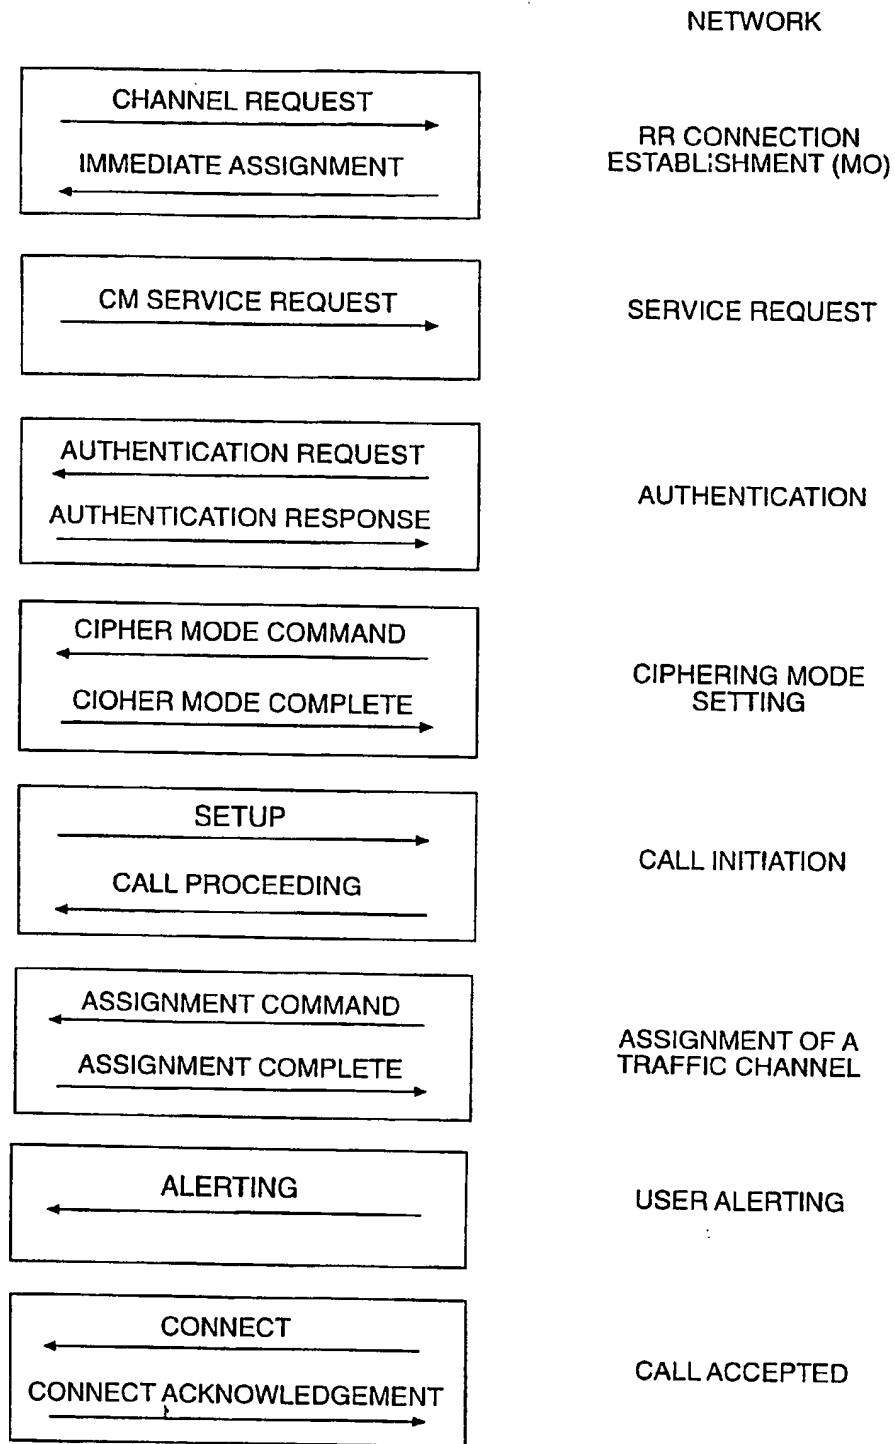 NETWORK
CHANNEL REQUEST
IMMEDIATE ASSIGNMENT
RR CONNECTION
ESTABLISHMENT (MO)
CM SERVICE REQUEST
SERVICE REQUEST
AUTHENTICATION REQUEST
AUTHENTICATION RESPONSE
AUTHENTICATION
CIPHER MODE COMMAND
CIOHER MODE COMPLETE
CIPHERING MODE
SETTING
SETUP
CALL PROCEEDING
CALL INITIATION
ASSIGNMENT COMMAND
ASSIGNMENT COMPLETE
ASSIGNMENT OF A
TRAFFIC CHANNEL
ALERTING
USER ALERTING
CONNECT
CONNECT ACKNOWLEDGEMENT
CALL ACCEPTED